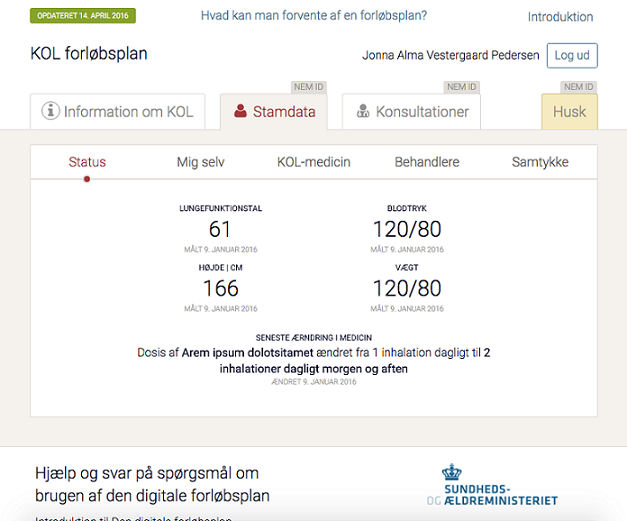 OPDATERET 14. APRIL 2016
Hvad kan man forvente af en forløbsplan?
Introduktion
KOL forløbsplan
Jonna Alma Vestergaard Pedersen
Log ud
NEM ID
NEM ID
NEM ID
Information om KOL
Stamdata
Konsultationer
Husk
Status
Mig selv
KOL-medicin
Behandlere
Samtykke
LUNGEFUNKTIONSTAL
BLODTRYK
61
120/80
MÅLT 9. JANUAR 2016
MÅLT 9. JANUAR 2016
HØJDE | CM
VÆGT
166
120/80
MÅLT 9. JANUAR 2016
MÅLT 9. JANUAR 2016
SENESTE ÆRNDRING I MEDICIN
Dosis af Arem ipsum dolotsitamet ændret fra 1 inhalation dagligt til 2
inhalationer dagligt morgen og aften
ÆNDRET 9. JANUAR 2016
Hjælp og svar på spørgsmål om
brugen af den digitale forløbsplan
SUNDHEDS-
OG ÆLDREMINISTERIET
Introduktion til Den digitale forløbsplan